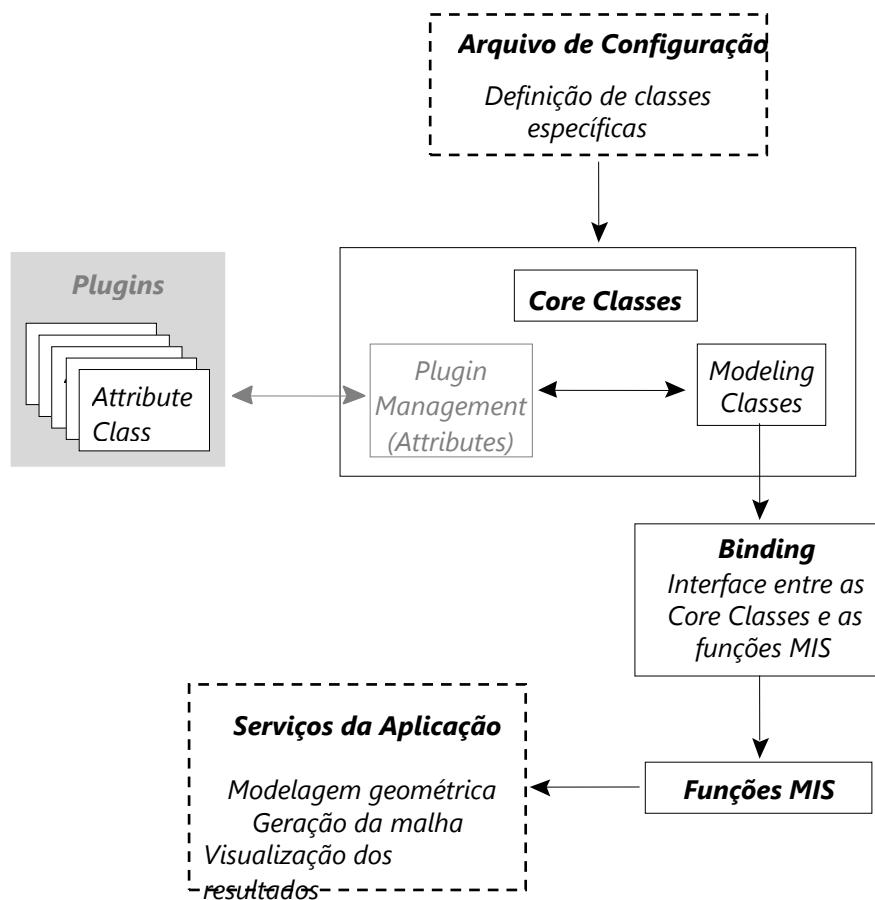 Arquivo de Configuração
Definição de classes
específicas
Plugins
Attribute
Class
Core Classes
Plugin
Management
(Attributes)
Modeling
Classes
Binding
Interface entre as
Core Classes e as
funções MIS
Serviços da Aplicação
Modelagem geométrica
Geração da malha
Visualização dos
resultados
Funções MIS